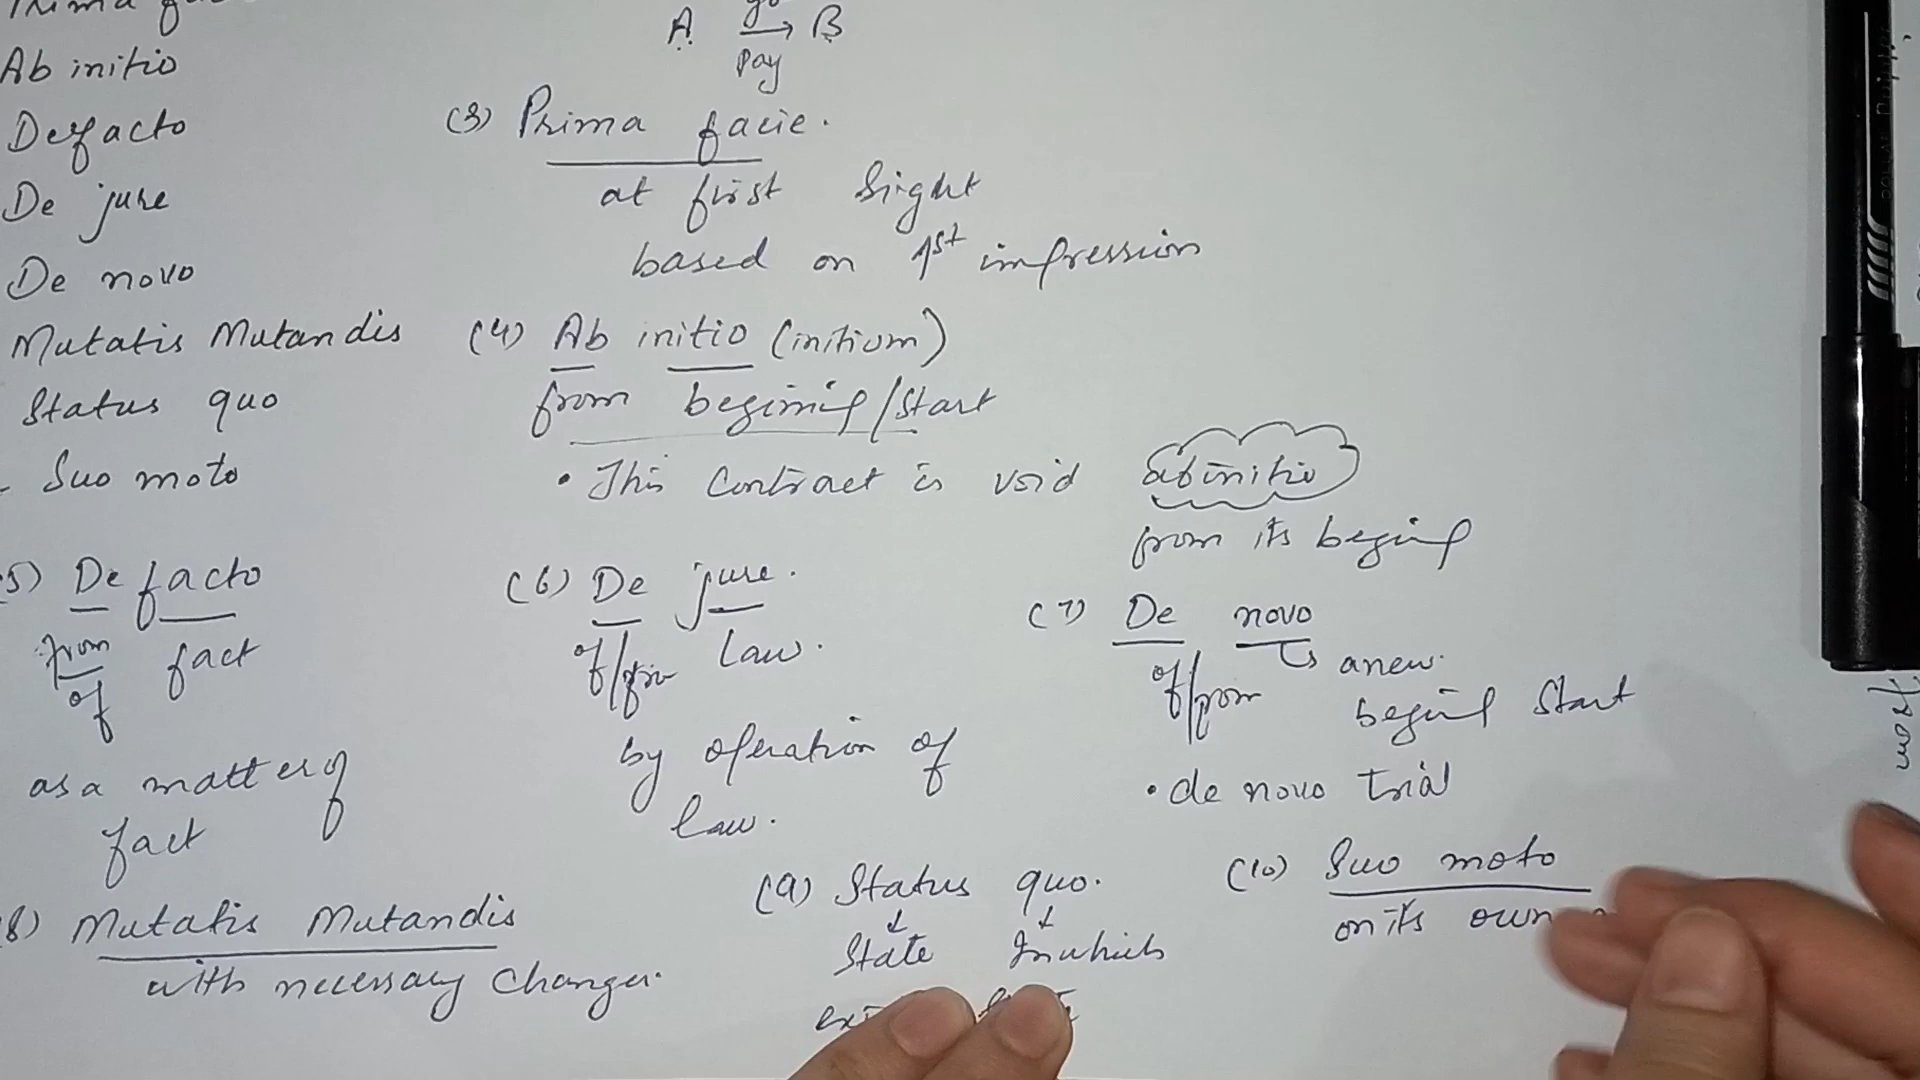 Prima
Ab initio
Defacto
De jure
De novo
Mutatis Mutandis
Status quo
Suo moto
A → B
Pay
(3) Prima facie.
at first sight
based on 1st impression
(4) Ab initio (initium)
from begining/start
• This Contract is void abinitio
from its begining
5) De facto
from fact
of
as a matter of
fact
(6) De jure.
of/from Law.
by operation of
law.
(7) De novo
of/from anew.
begining Start
• de novo trial
8) Mutatis Mutandis
with necessary changes.
(9) Status quo.
State In which
(10) Suo moto
on its own